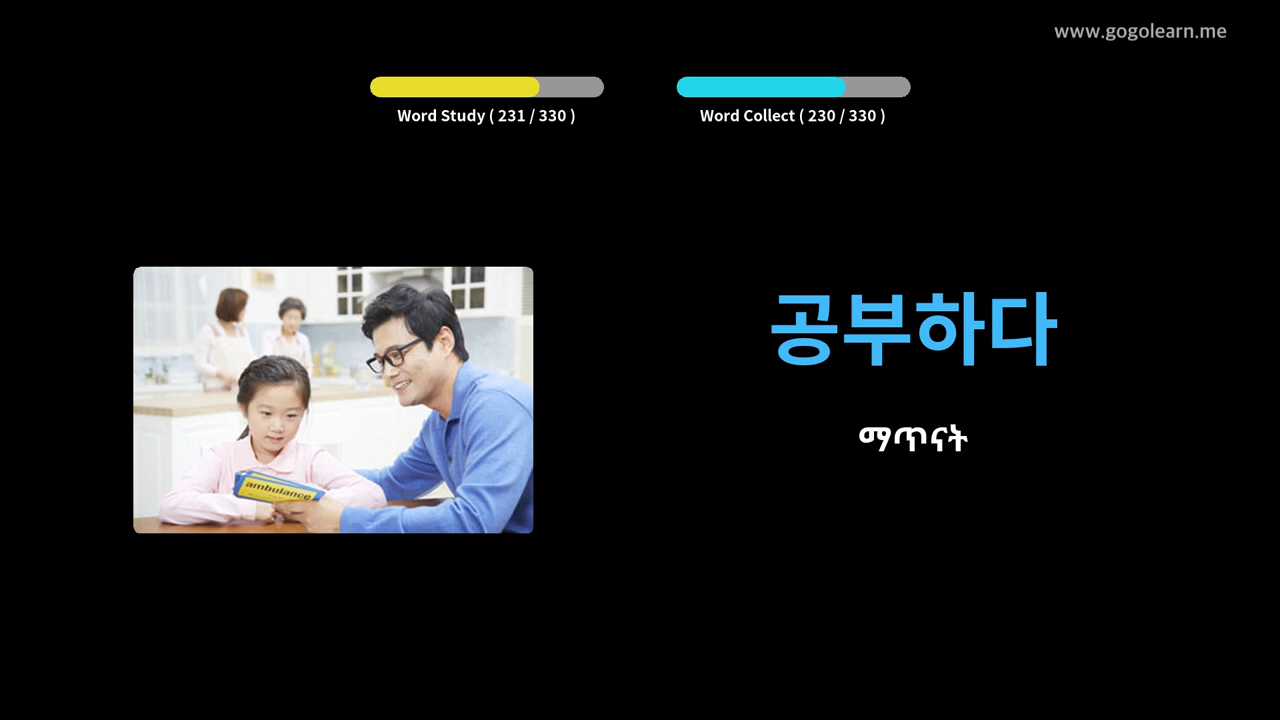 www.gogolearn.me
Word Study ( 231 / 330 )
Word Collect ( 230 / 330 )
공부하다
ማጥናት
ambulance